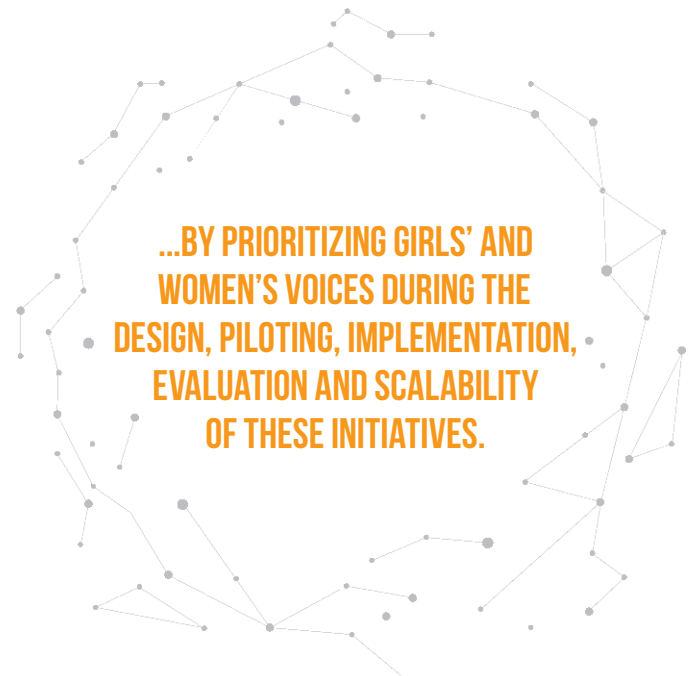 ...BY PRIORITIZING GIRLS’ AND
WOMEN’S VOICES DURING THE
DESIGN, PILOTING, IMPLEMENTATION,
EVALUATION AND SCALABILITY
OF THESE INITIATIVES.